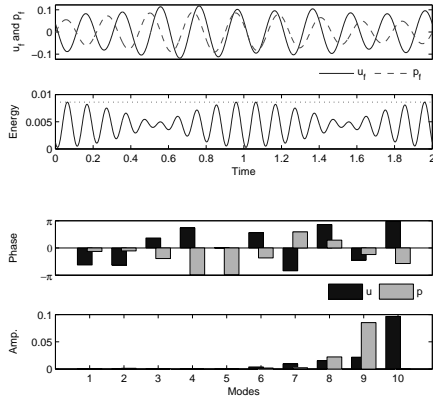 0.1
0
−0.1
u_f and p_f
u_f p_f
0.01
0.005
0
Energy
0 0.2 0.4 0.6 0.8 1 1.2 1.4 1.6 1.8 2
Time
π
0
−π
Phase
u p
0.1
0.05
0
Amp.
1 2 3 4 5 6 7 8 9 10
Modes